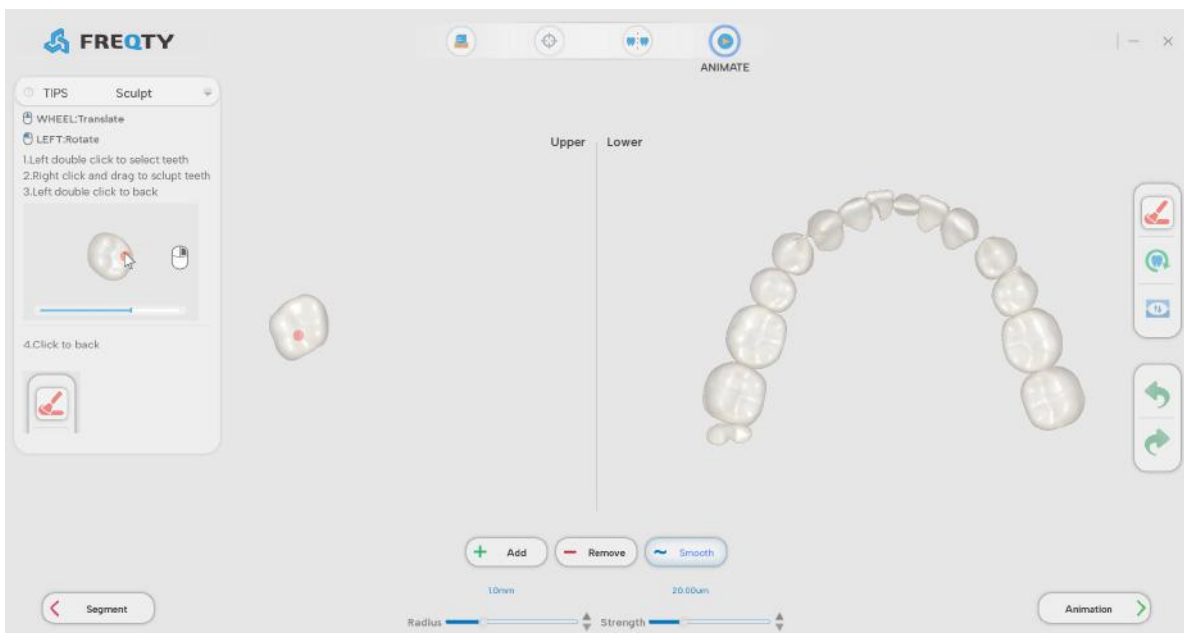 FREQTY
ANIMATE
TIPS Sculpt
WHEEL:Translate
LEFT:Rotate
1.Left double click to select teeth
2.Right click and drag to sclupt teeth
3.Left double click to back
4.Click to back
Upper Lower
Add Remove Smooth
1.0mm 20.00um
Radius Strength
Segment
Animation